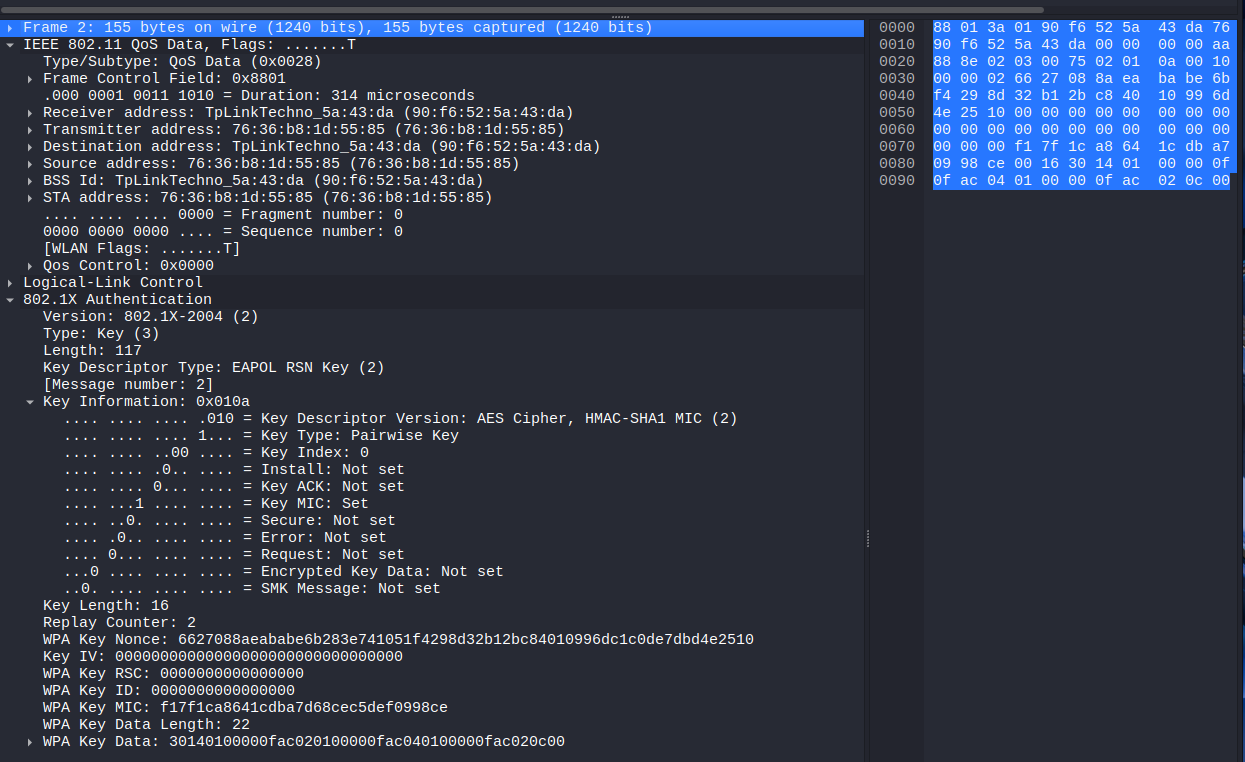 Frame 2: 155 bytes on wire (1240 bits), 155 bytes captured (1240 bits)
IEEE 802.11 QoS Data, Flags: .......T
Type/Subtype: QoS Data (0x0028)
Frame Control Field: 0x8801
.000 0001 0011 1010 = Duration: 314 microseconds
Receiver address: TpLinkTechno_5a:43:da (90:f6:52:5a:43:da)
Transmitter address: 76:36:b8:1d:55:85 (76:36:b8:1d:55:85)
Destination address: TpLinkTechno_5a:43:da (90:f6:52:5a:43:da)
Source address: 76:36:b8:1d:55:85 (76:36:b8:1d:55:85)
BSS Id: TpLinkTechno_5a:43:da (90:f6:52:5a:43:da)
STA address: 76:36:b8:1d:55:85 (76:36:b8:1d:55:85)
.... .... .... 0000 = Fragment number: 0
0000 0000 0000 .... = Sequence number: 0
[WLAN Flags: .......T]
Qos Control: 0x0000
Logical-Link Control
802.1X Authentication
Version: 802.1X-2004 (2)
Type: Key (3)
Length: 117
Key Descriptor Type: EAPOL RSN Key (2)
[Message number: 2]
Key Information: 0x010a
.... .... .... .010 = Key Descriptor Version: AES Cipher, HMAC-SHA1 MIC (2)
.... .... .... 1... = Key Type: Pairwise Key
.... .... ..00 .... = Key Index: 0
.... .... .0.. .... = Install: Not set
.... .... 0... .... = Key ACK: Not set
.... ...1 .... .... = Key MIC: Set
.... ..0. .... .... = Secure: Not set
.... .0.. .... .... = Error: Not set
.... 0... .... .... = Request: Not set
...0 .... .... .... = Encrypted Key Data: Not set
..0. .... .... .... = SMK Message: Not set
Key Length: 16
Replay Counter: 2
WPA Key Nonce: 6627088aeababe6b283e741051f4298d32b12bc84010996dc1c0de7dbd4e2510
Key IV: 00000000000000000000000000000000
WPA Key RSC: 0000000000000000
WPA Key ID: 0000000000000000
WPA Key MIC: f17f1ca8641cdba7d68cec5def0998ce
WPA Key Data Length: 22
WPA Key Data: 30140100000fac020100000fac040100000fac020c00
0000 88 01 3a 01 90 f6 52 5a 43 da 76
0010 90 f6 52 5a 43 da 00 00 00 00 aa
0020 88 8e 02 03 00 75 02 01 0a 00 10
0030 00 00 02 66 27 08 8a ea ba be 6b
0040 f4 29 8d 32 b1 2b c8 40 10 99 6d
0050 4e 25 10 00 00 00 00 00 00 00 00
0060 00 00 00 00 00 00 00 00 00 00 00
0070 00 00 00 f1 7f 1c a8 64 1c db a7
0080 09 98 ce 00 16 30 14 01 00 00 0f
0090 0f ac 04 01 00 00 0f ac 02 0c 00